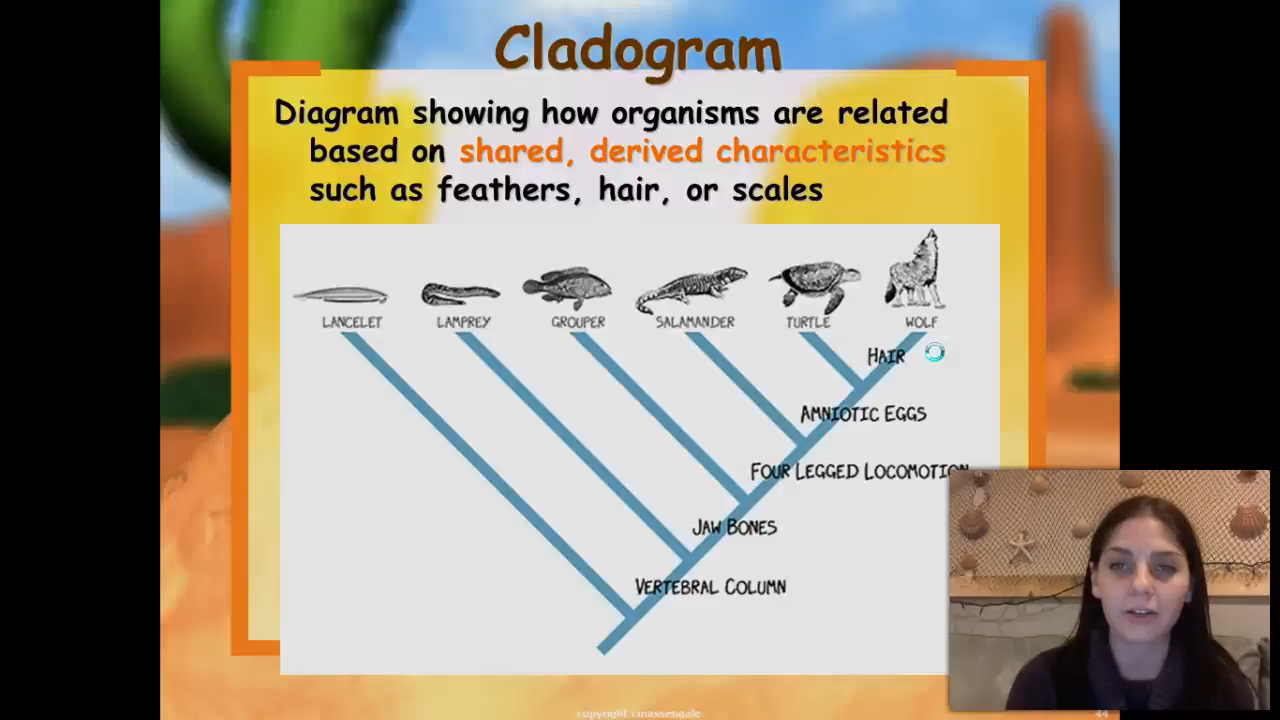 Cladogram
Diagram showing how organisms are related
based on shared, derived characteristics
such as feathers, hair, or scales
LANCELET LAMPREY GROUPER SALAMANDER TURTLE WOLF
HAIR
AMNIOTIC EGGS
FOUR LEGGED LOCOMOTION
JAW BONES
VERTEBRAL COLUMN
copyright cmassengale
44